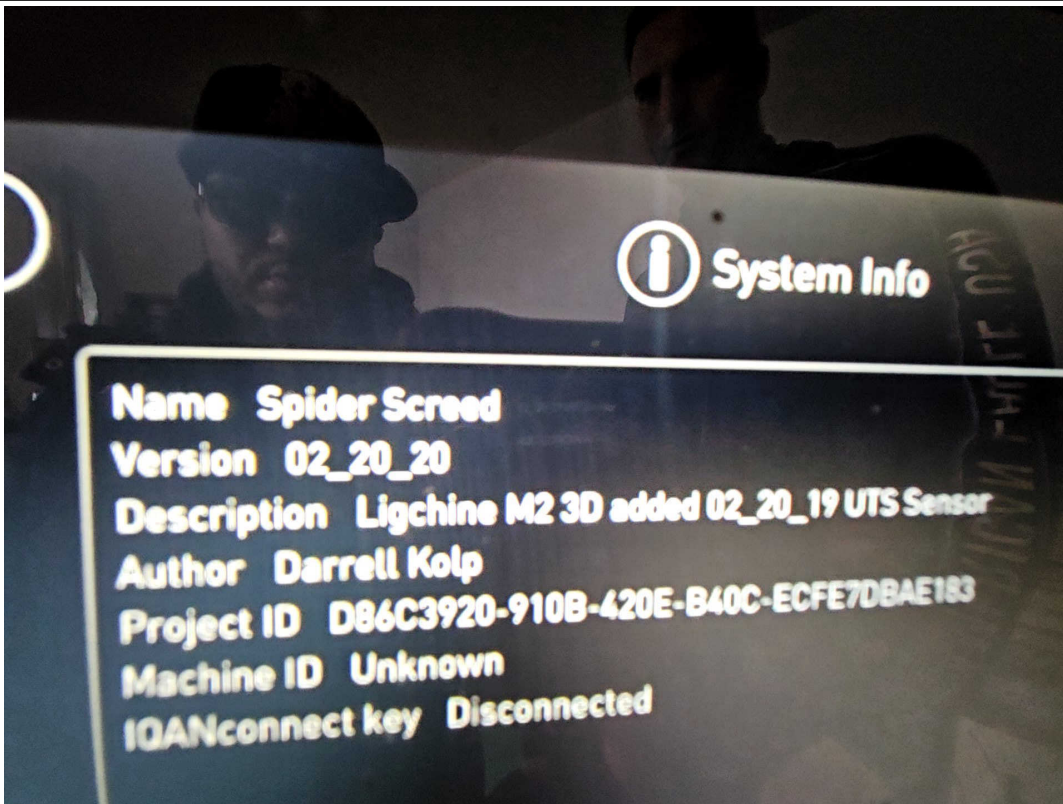 System Info
Name Spider Screed
Version 02_20_20
Description Ligchine M2 3D added 02_20_19 UTS Sensor
Author Darrell Kolp
Project ID D86C3920-910B-420E-B40C-ECFE7DBAE183
Machine ID Unknown
IQANconnect key Disconnected